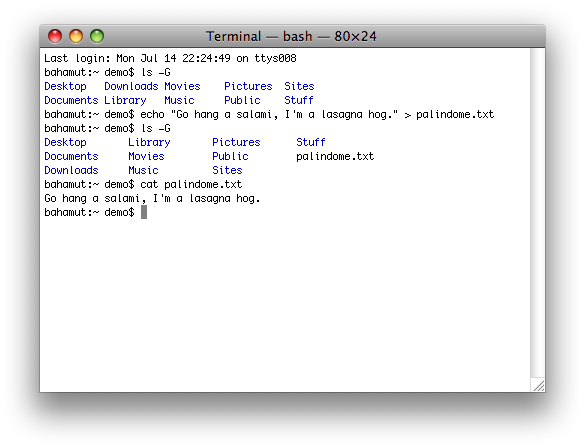 Terminal — bash — 80×24
Last login: Mon Jul 14 22:24:49 on ttys008
bahamut:~ demo$ ls -G
Desktop Downloads Movies Pictures Sites
Documents Library Music Public Stuff
bahamut:~ demo$ echo "Go hang a salami, I'm a lasagna hog." > palindome.txt
bahamut:~ demo$ ls -G
Desktop Library Pictures Stuff
Documents Movies Public palindome.txt
Downloads Music Sites
bahamut:~ demo$ cat palindome.txt
Go hang a salami, I'm a lasagna hog.
bahamut:~ demo$